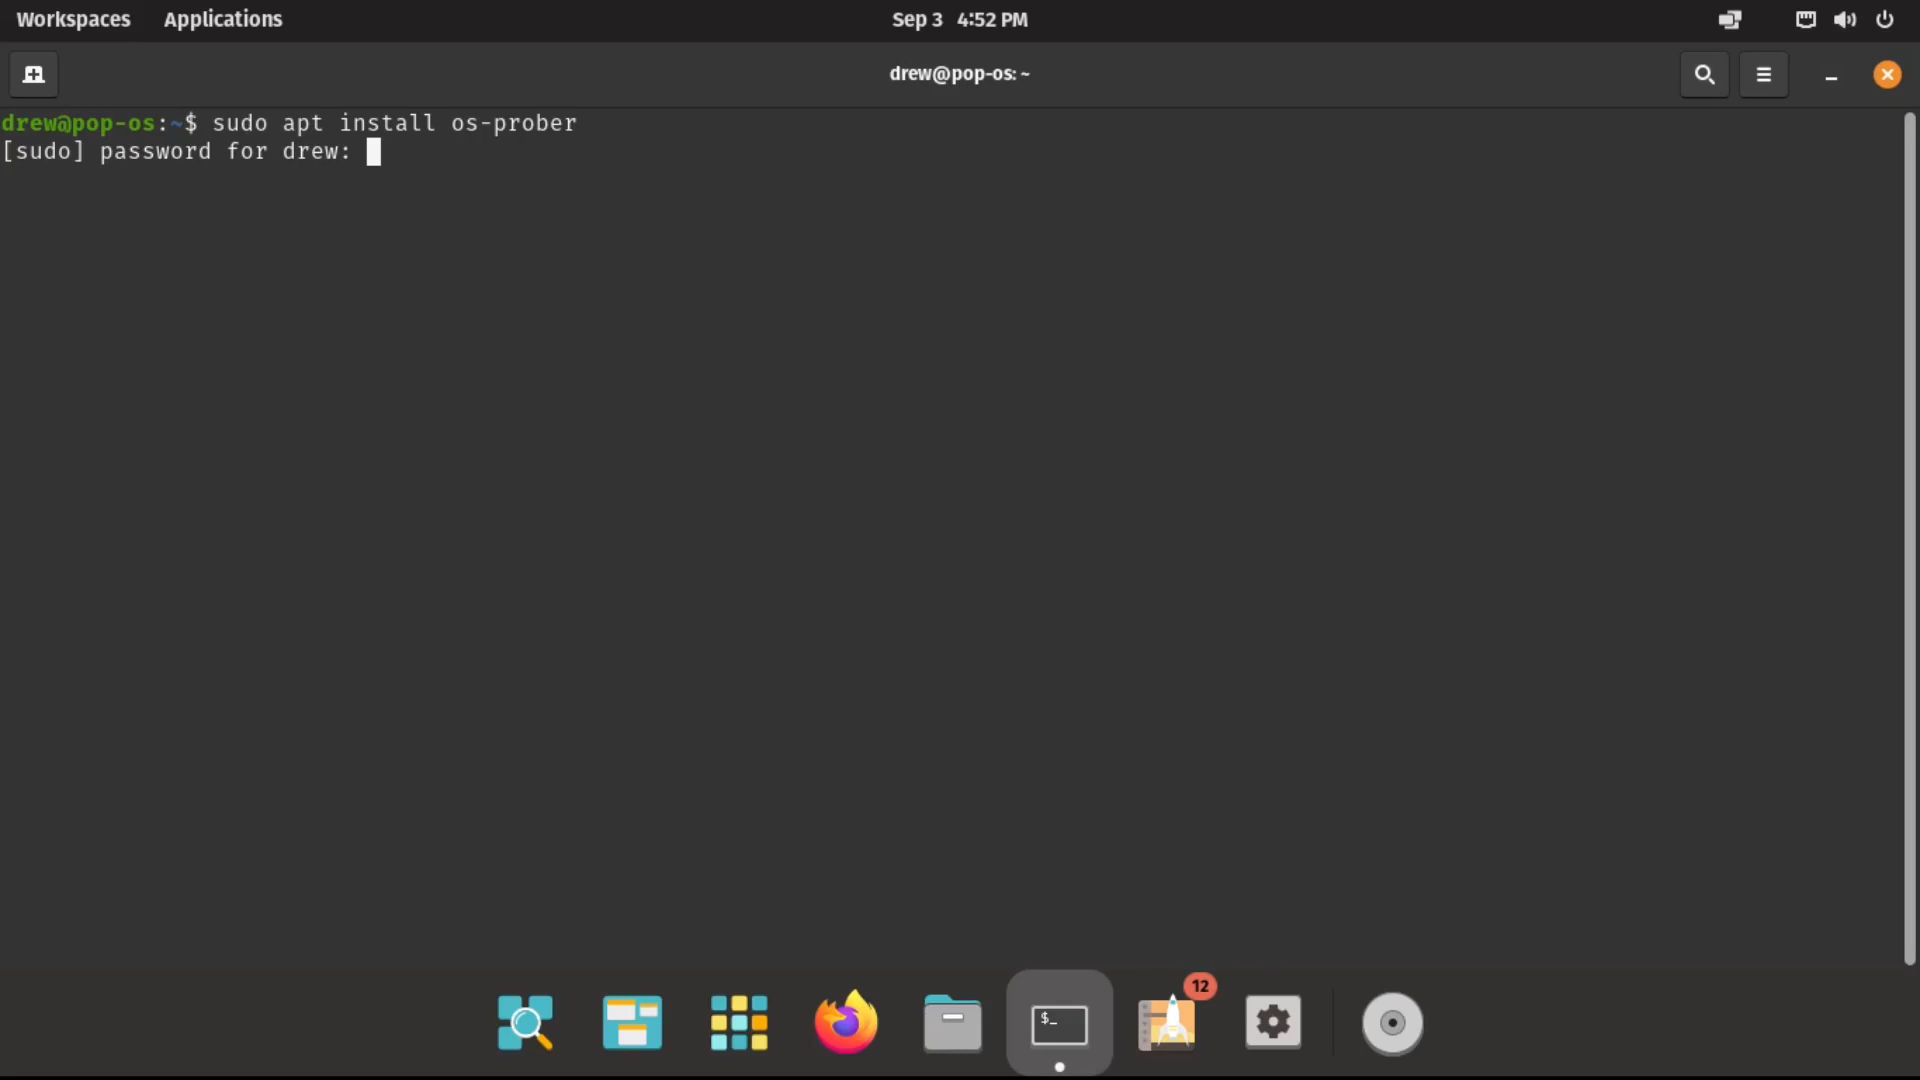 Workspaces Applications Sep 3 4:52 PM
drew@pop-os: ~
drew@pop-os:~$ sudo apt install os-prober
[sudo] password for drew:
$_
12